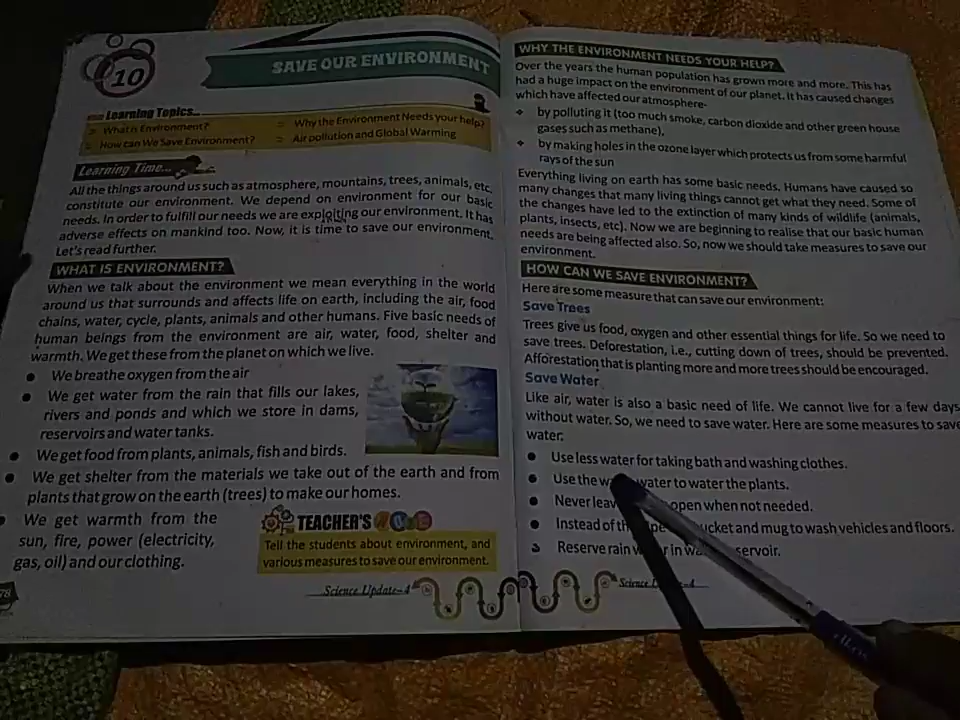 10
SAVE OUR ENVIRONMENT
Learning Topics...
What is Environment?
Why the Environment Needs your help?
How can We Save Environment?
Air pollution and Global Warming
Learning Time...
All the things around us such as atmosphere, mountains, trees, animals, etc,
constitute our environment. We depend on environment for our basic
needs. In order to fulfill our needs we are exploiting our environment. It has
adverse effects on mankind too. Now, it is time to save our environment.
Let's read further.
WHAT IS ENVIRONMENT?
When we talk about the environment we mean everything in the world
around us that surrounds and affects life on earth, including the air, food
chains, water, cycle, plants, animals and other humans. Five basic needs of
human beings from the environment are air, water, food, shelter and
warmth. We get these from the planet on which we live.
We breathe oxygen from the air
We get water from the rain that fills our lakes,
rivers and ponds and which we store in dams,
reservoirs and water tanks.
We get food from plants, animals, fish and birds.
We get shelter from the materials we take out of the earth and from
plants that grow on the earth (trees) to make our homes.
We get warmth from the
sun, fire, power (electricity,
gas, oil) and our clothing.
TEACHER'S NOTE
Tell the students about environment, and
various measures to save our environment.
78
Science Update-4
WHY THE ENVIRONMENT NEEDS YOUR HELP?
Over the years the human population has grown more and more. This has
had a huge impact on the environment of our planet. It has caused changes
which have affected our atmosphere-
by polluting it (too much smoke, carbon dioxide and other green house
gases such as methane),
by making holes in the ozone layer which protects us from some harmful
rays of the sun
Everything living on earth has some basic needs. Humans have caused so
many changes that many living things cannot get what they need. Some of
the changes have led to the extinction of many kinds of wildlife (animals,
plants, insects, etc). Now we are beginning to realise that our basic human
needs are being affected also. So, now we should take measures to save our
environment.
HOW CAN WE SAVE ENVIRONMENT?
Here are some measure that can save our environment:
Save Trees
Trees give us food, oxygen and other essential things for life. So we need to
save trees. Deforestation, i.e., cutting down of trees, should be prevented.
Afforestation that is planting more and more trees should be encouraged.
Save Water
Like air, water is also a basic need of life. We cannot live for a few days
without water. So, we need to save water. Here are some measures to save
water.
Use less water for taking bath and washing clothes.
Use the water to water the plants.
Never open when not needed.
Instead of bucket and mug to wash vehicles and floors.
Reserve rain in
Science